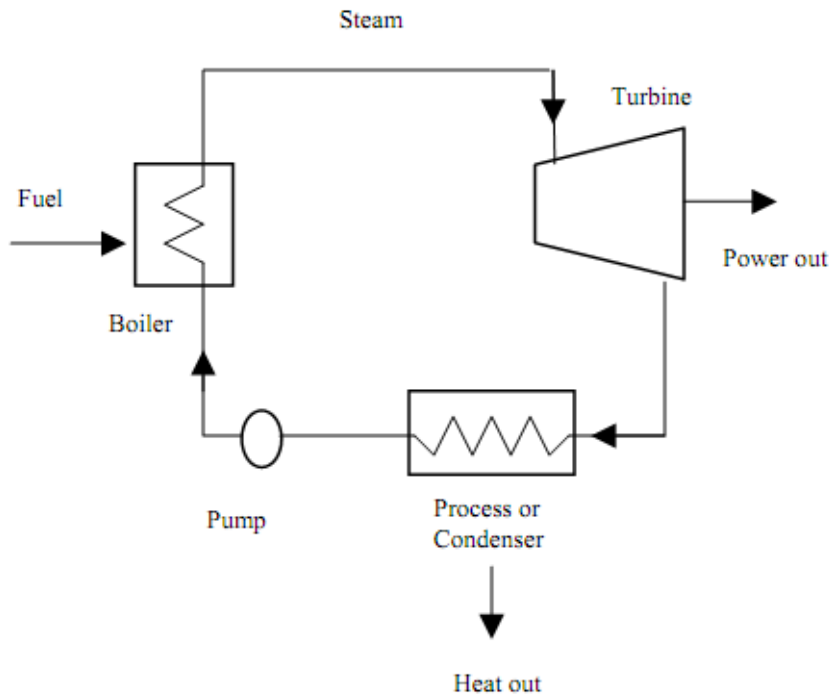 Steam
Turbine
Fuel
Power out
Boiler
Process or
Condenser
Pump
Heat out